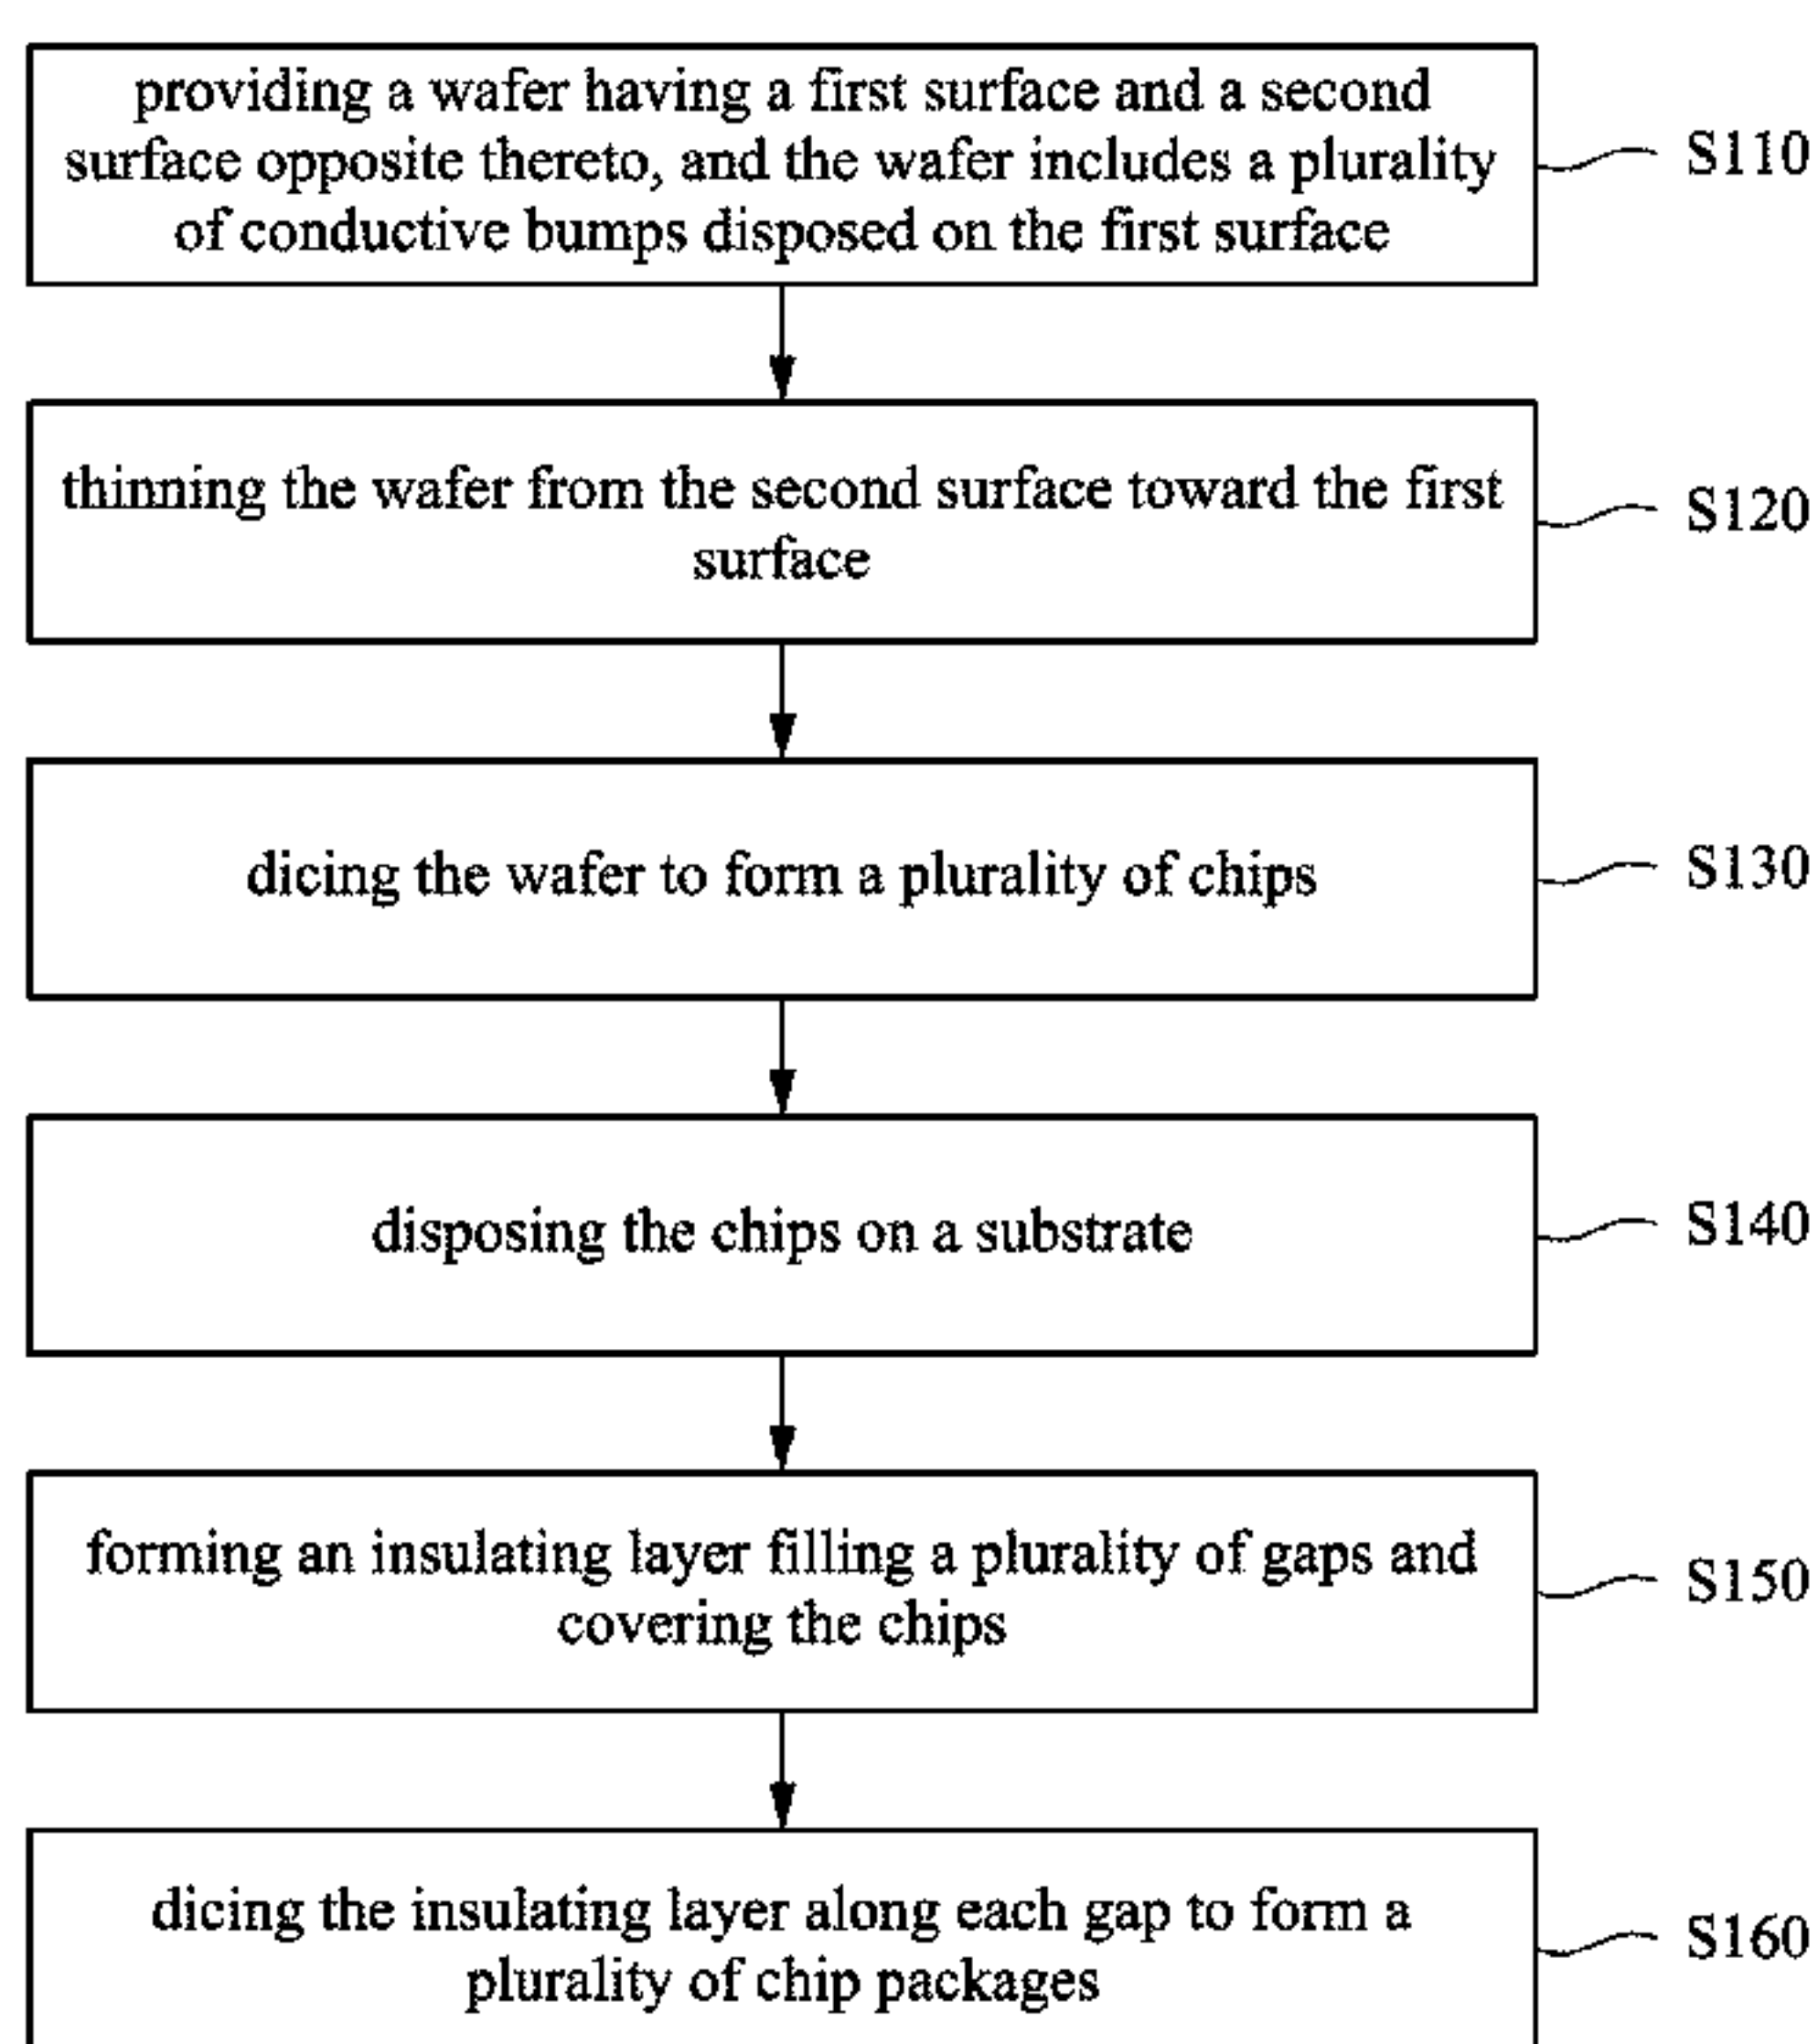 providing a wafer having a first surface and a second
surface opposite thereto, and the wafer includes a plurality
of conductive bumps disposed on the first surface
S110
thinning the wafer from the second surface toward the first
surface
S120
dicing the wafer to form a plurality of chips
S130
disposing the chips on a substrate
S140
forming an insulating layer filling a plurality of gaps and
covering the chips
S150
dicing the insulating layer along each gap to form a
plurality of chip packages
S160